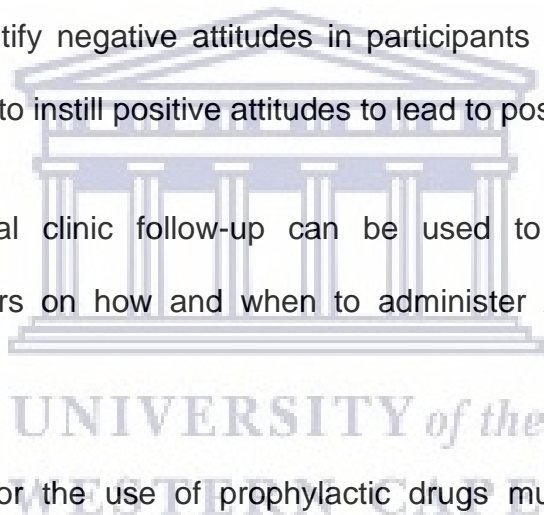 tify negative attitudes in participants
to instill positive attitudes to lead to pos
al clinic follow-up can be used to
rs on how and when to administer
UNIVERSITY of the
or the use of prophylactic drugs mu
WESTERN CAPE